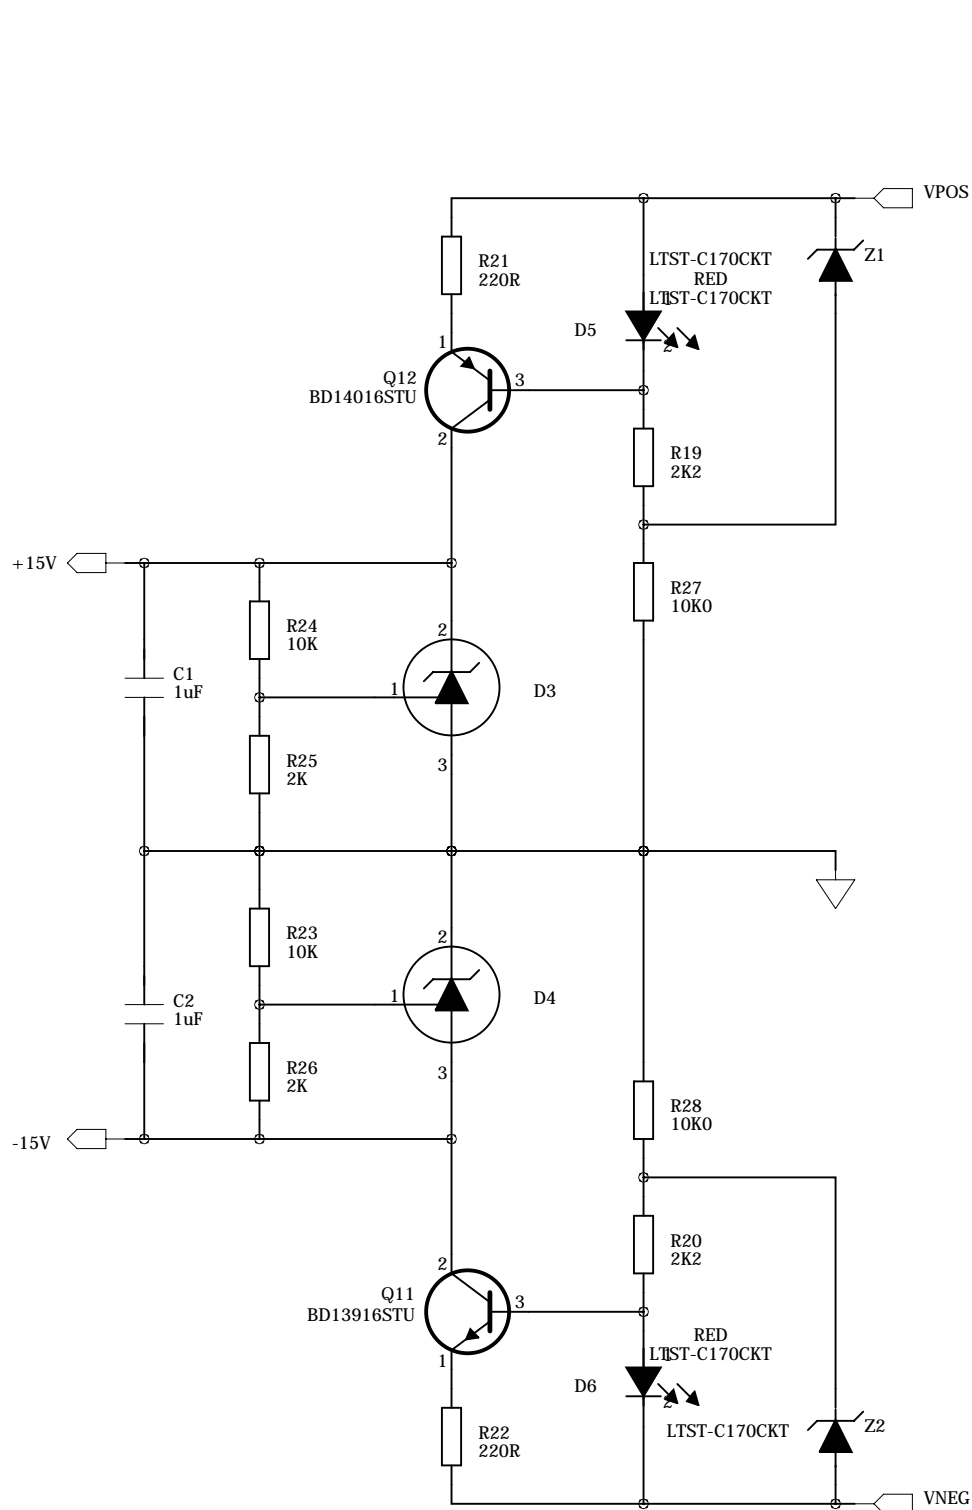 VPOS
LTST-C170CKT
RED
LTST-C170CKT
1
2
Z1
R21
220R
D5
1
Q12
BD14016STU
3
2
R19
2K2
+15V
R27
10K0
R24
10K
2
C1
1uF
1
D3
R25
2K
3
R23
10K
2
C2
1uF
1
D4
R26
2K
3
R28
10K0
-15V
R20
2K2
2
Q11
BD13916STU
3
1
RED
1
LTST-C170CKT
D6
2
LTST-C170CKT
Z2
R22
220R
VNEG